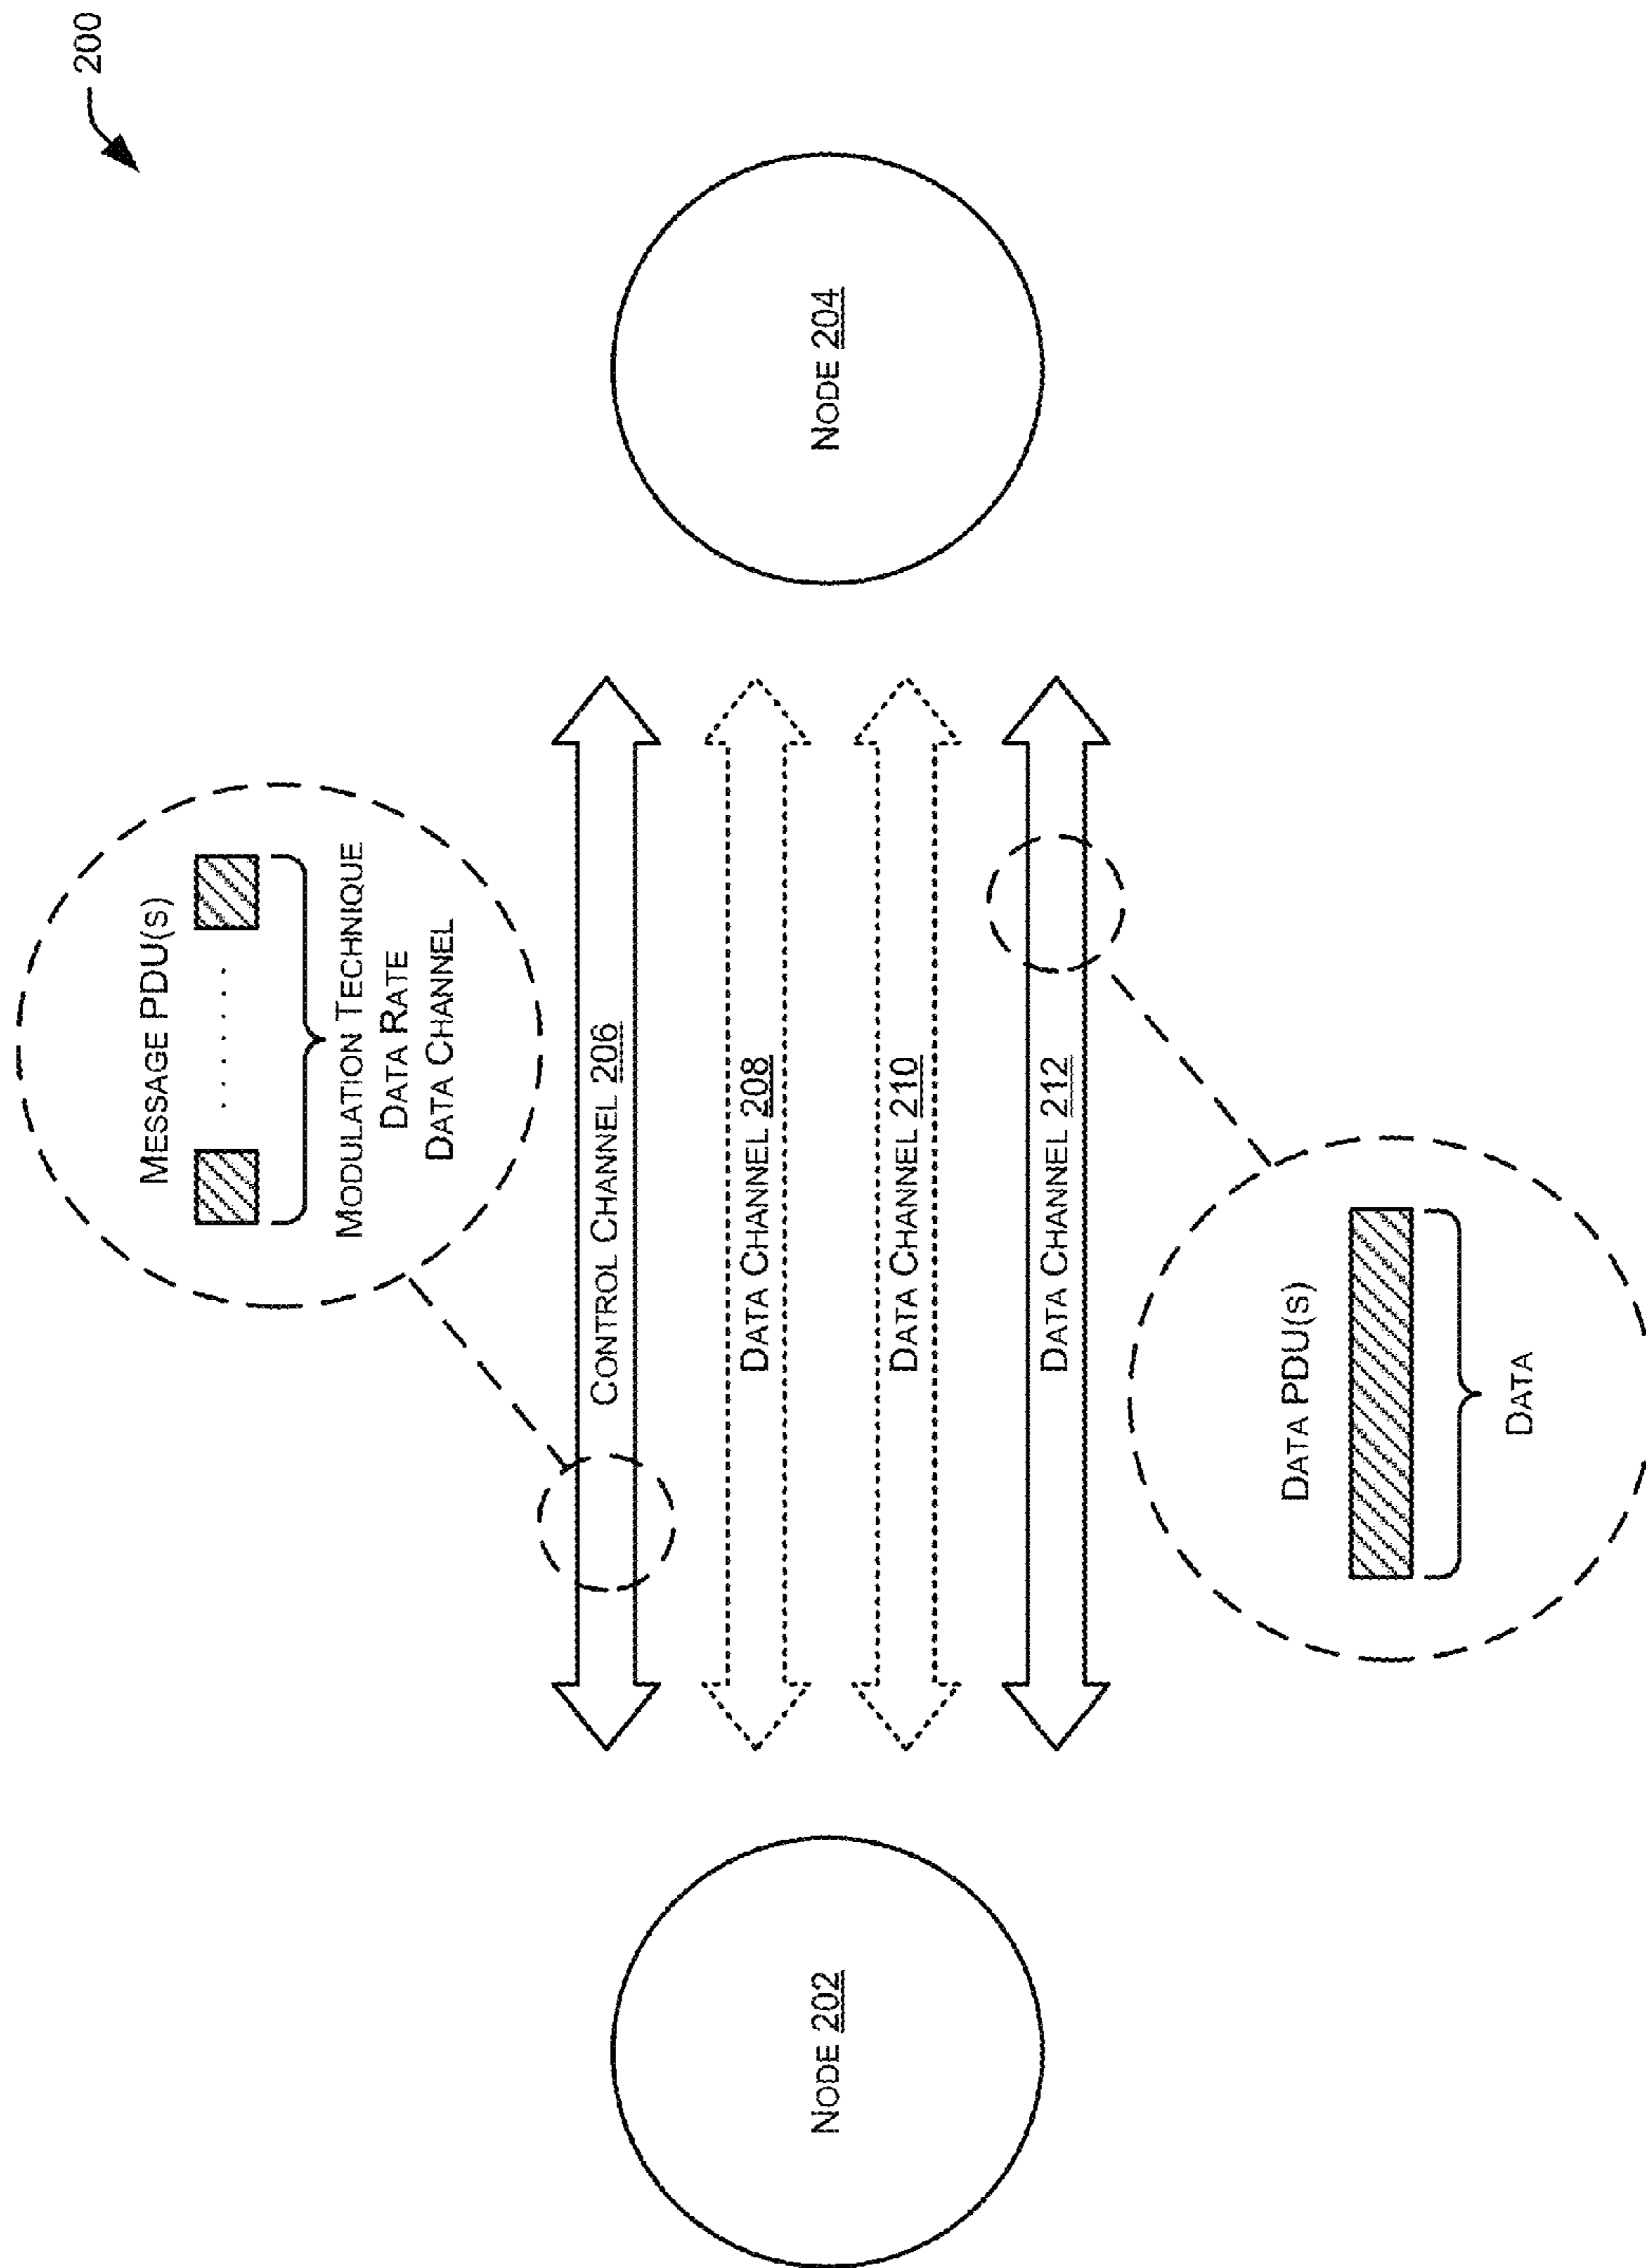 200
MESSAGE PDU(S)
MODULATION TECHNIQUE
DATA RATE
DATA CHANNEL
CONTROL CHANNEL 206
DATA CHANNEL 208
NODE 202
NODE 204
DATA CHANNEL 210
DATA CHANNEL 212
DATA PDU(S)
DATA